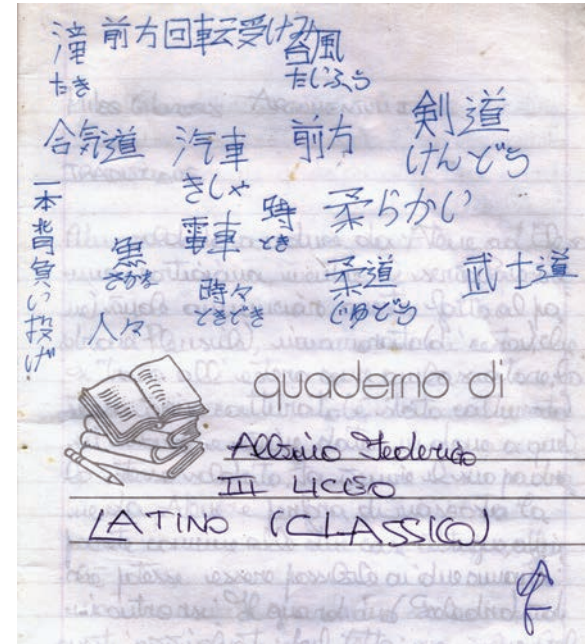 滝 前方回転受け身
たき
台風
たいふう
合気道 汽車 前方 剣道
きしゃ けんどう
一本背負い投げ
電車 時 柔らかい
とき
魚
さかな
時々 柔道 武士道
ときどき じゅうどう
人々
quaderno di
Federico
III LICEO
LATINO (CLASSICO)